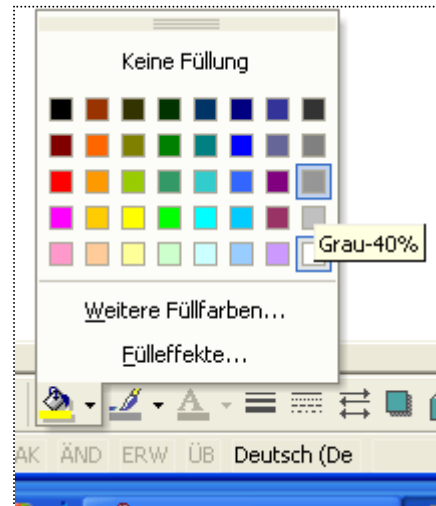 Keine Füllung
Grau-40%
Weitere Füllfarben...
Fülleffekte...
AK ÄND ERW ÜB Deutsch (De